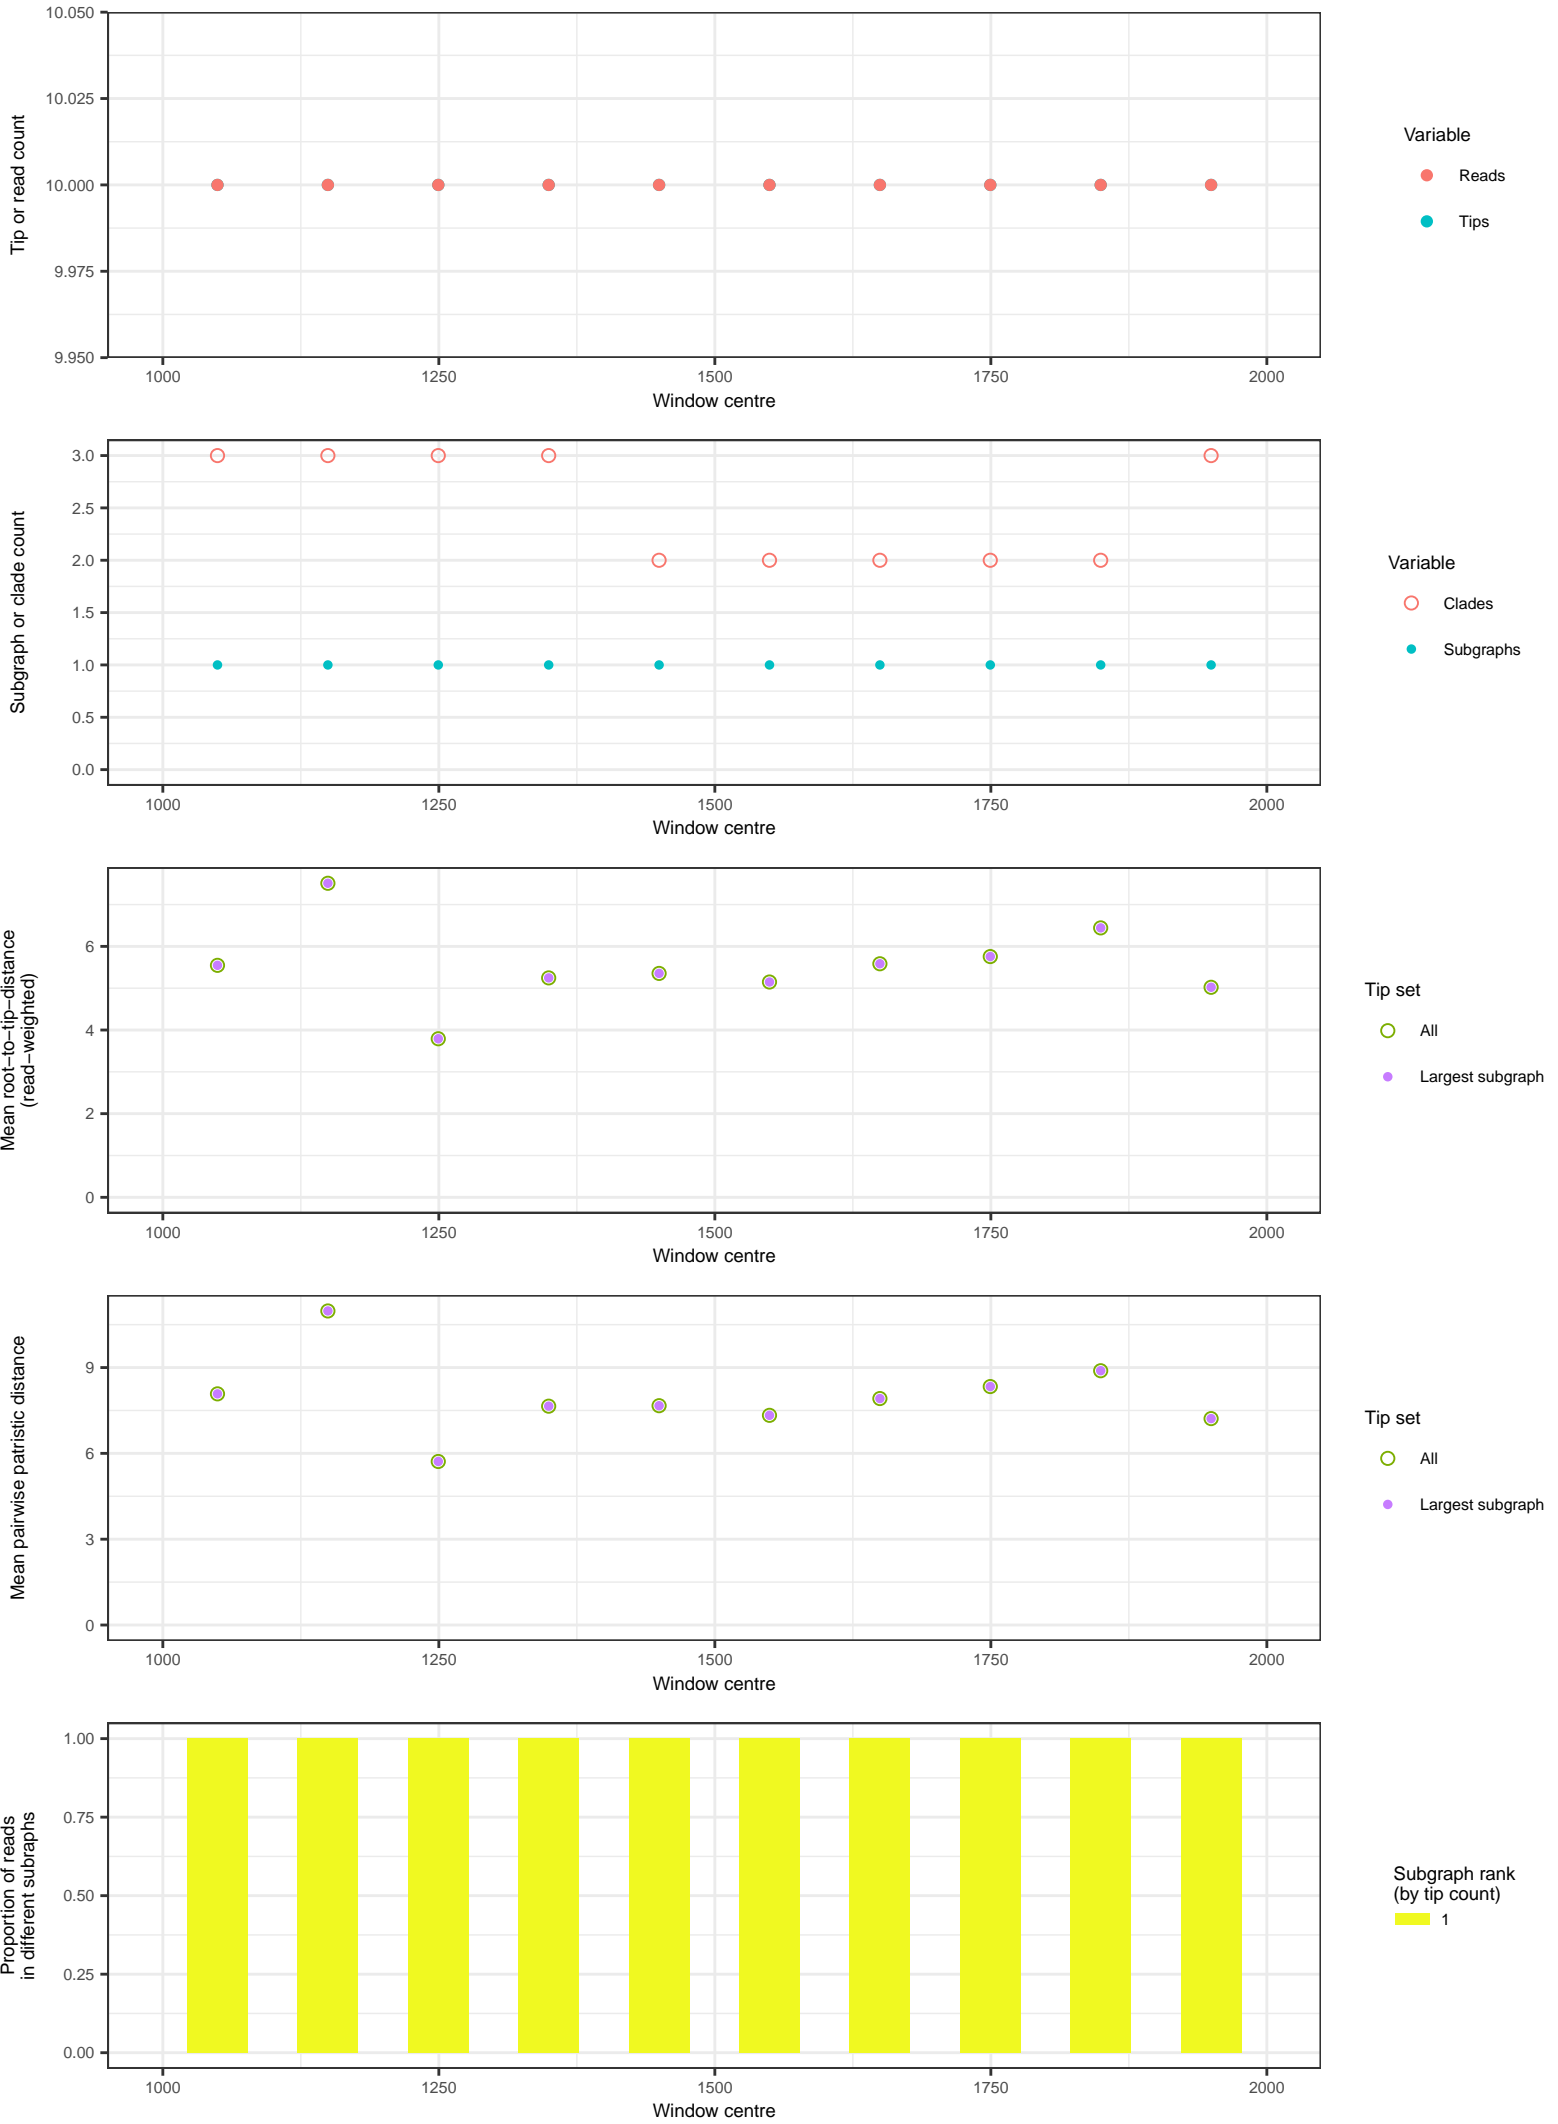 10.050
10.025
10.000
9.975
9.950
Tip or read count
1000 1250 1500 1750 2000
Window centre
Variable
Reads
Tips
3.0
2.5
2.0
1.5
1.0
0.5
0.0
Subgraph or clade count
1000 1250 1500 1750 2000
Window centre
Variable
Clades
Subgraphs
6
4
2
0
Mean root−to−tip−distance
(read−weighted)
1000 1250 1500 1750 2000
Window centre
Tip set
All
Largest subgraph
9
6
3
0
Mean pairwise patristic distance
1000 1250 1500 1750 2000
Window centre
Tip set
All
Largest subgraph
1.00
0.75
0.50
0.25
0.00
Proportion of reads
in different subraphs
1000 1250 1500 1750 2000
Window centre
Subgraph rank
(by tip count)
1